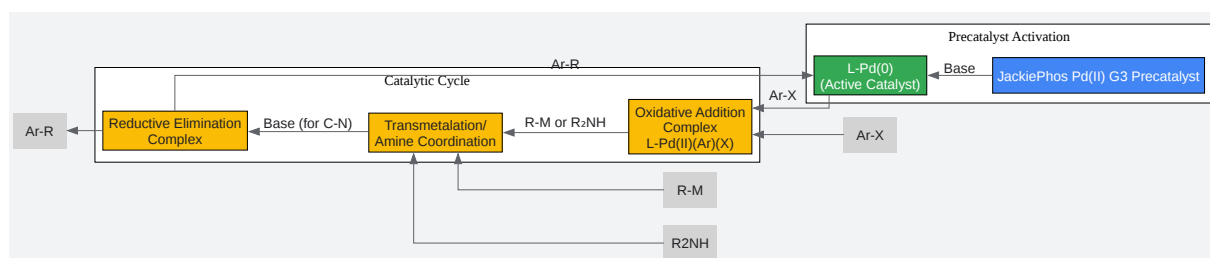 Precatalyst Activation
Ar-R
Catalytic Cycle
L-Pd(0)
(Active Catalyst)
Base
JackiePhos Pd(II) G3 Precatalyst
Ar-X
Ar-R
Reductive Elimination
Complex
Base (for C-N)
Transmetalation/
Amine Coordination
R-M or R₂NH
Oxidative Addition
Complex
L-Pd(II)(Ar)(X)
Ar-X
R-M
R2NH